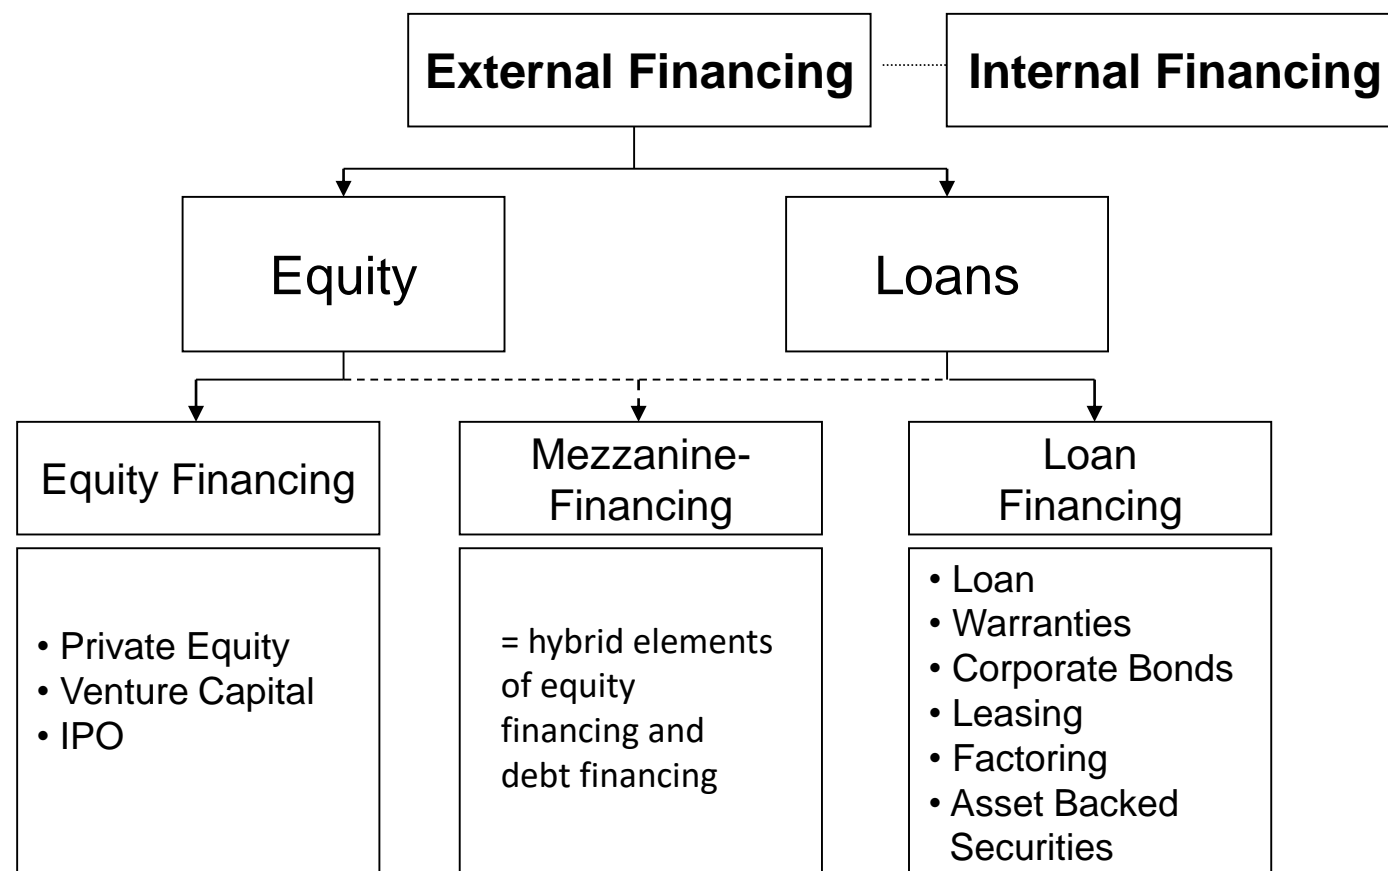 External Financing
Internal Financing
Equity
Loans
Equity Financing
Mezzanine-
Financing
Loan
Financing
• Private Equity
• Venture Capital
• IPO
= hybrid elements
of equity
financing and
debt financing
• Loan
• Warranties
• Corporate Bonds
• Leasing
• Factoring
• Asset Backed
Securities